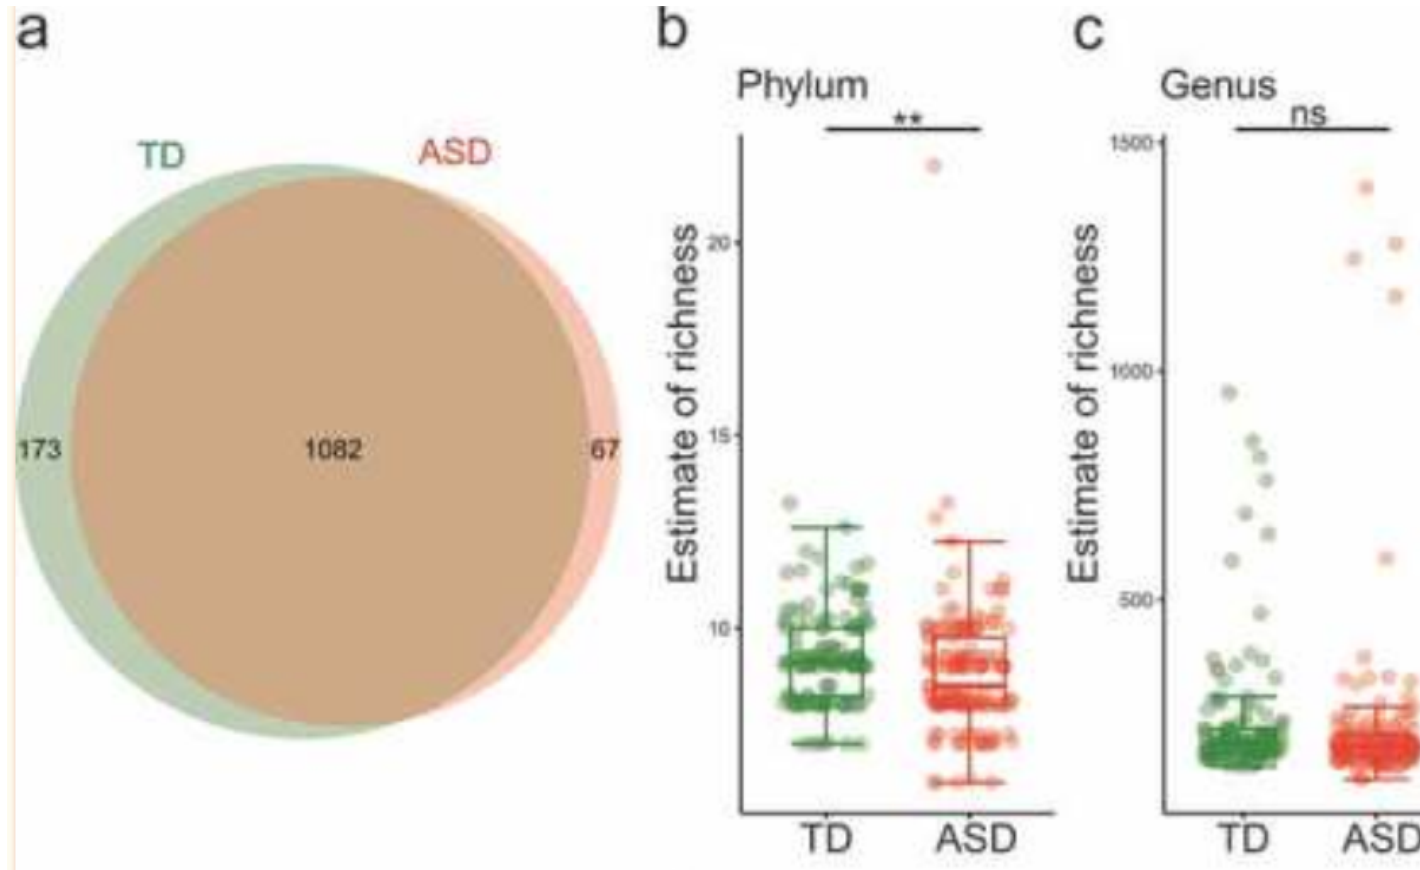 a
TD
ASD
173
1082
67
b
Phylum
**
Estimate of richness
20
15
10
TD
ASD
c
Genus
ns
Estimate of richness
1500
1000
500
TD
ASD